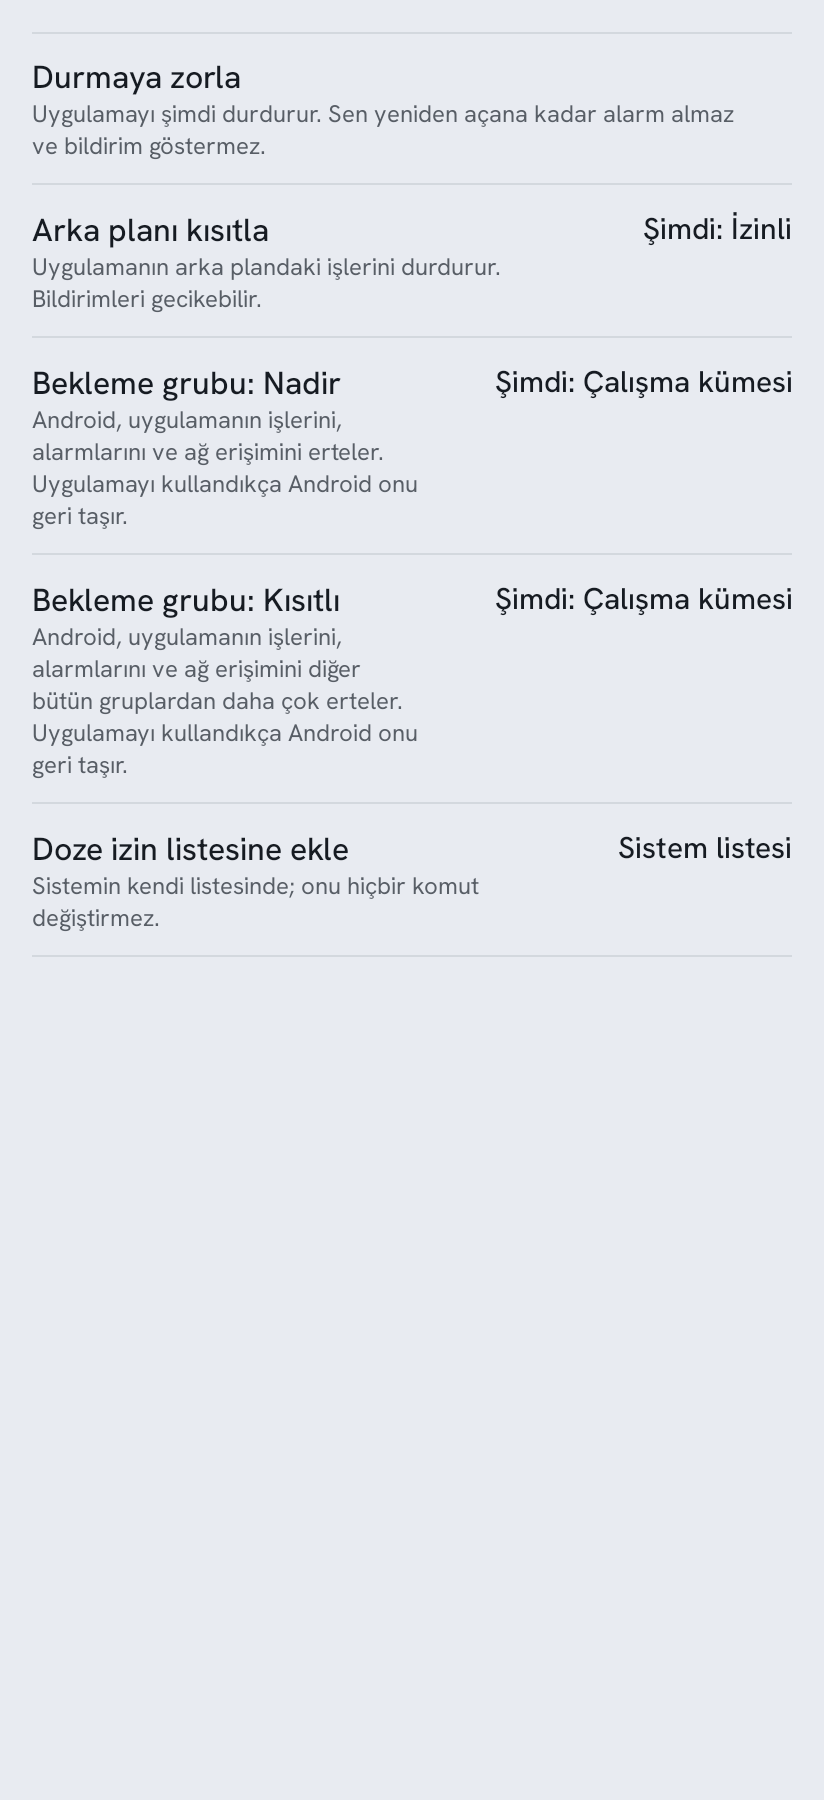 Durmaya zorla
Uygulamayı şimdi durdurur. Sen yeniden açana kadar alarm almaz
ve bildirim göstermez.
Arka planı kısıtla
Şimdi: İzinli
Uygulamanın arka plandaki işlerini durdurur.
Bildirimleri gecikebilir.
Bekleme grubu: Nadir
Şimdi: Çalışma kümesi
Android, uygulamanın işlerini,
alarmlarını ve ağ erişimini erteler.
Uygulamayı kullandıkça Android onu
geri taşır.
Bekleme grubu: Kısıtlı
Şimdi: Çalışma kümesi
Android, uygulamanın işlerini,
alarmlarını ve ağ erişimini diğer
bütün gruplardan daha çok erteler.
Uygulamayı kullandıkça Android onu
geri taşır.
Doze izin listesine ekle
Sistem listesi
Sistemin kendi listesinde; onu hiçbir komut
değiştirmez.